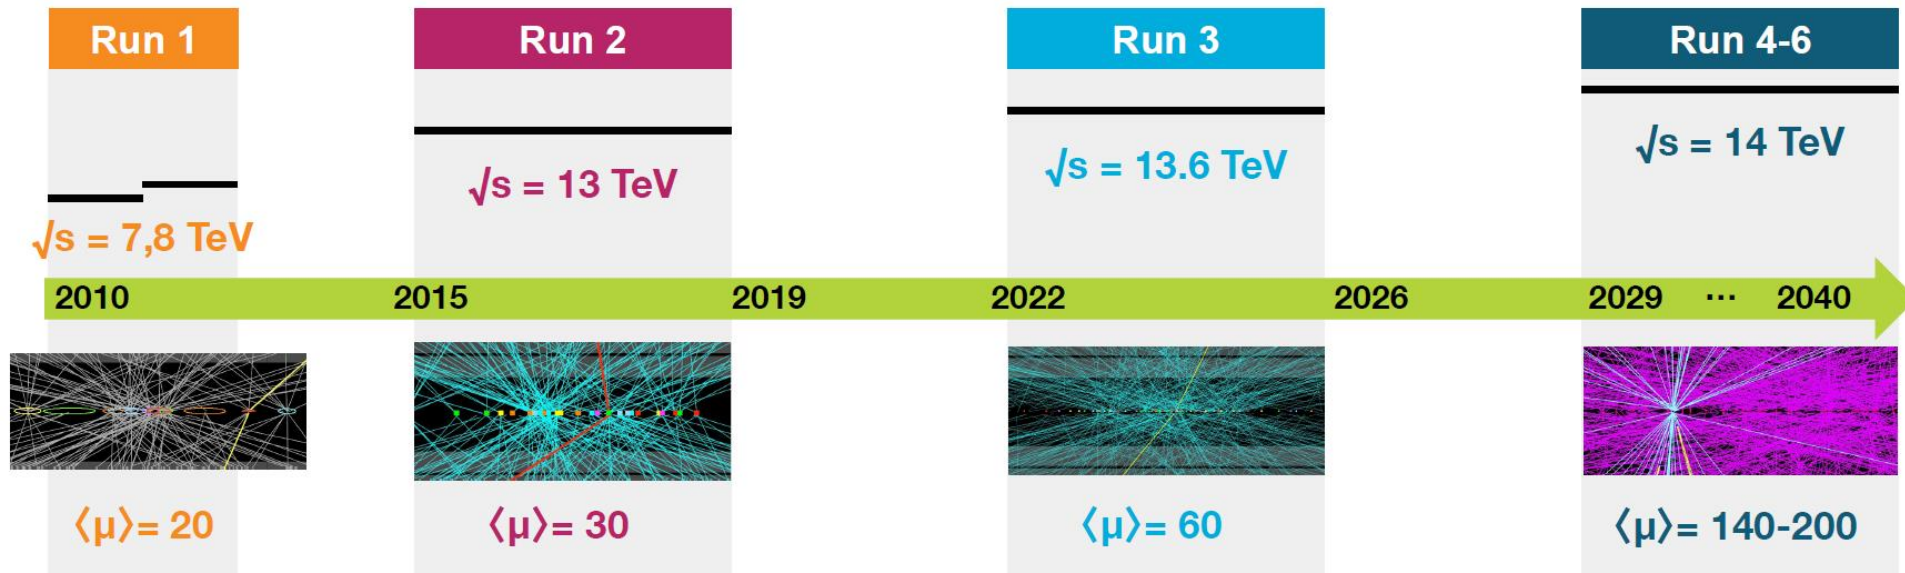 Run 1
Run 2
Run 3
Run 4-6
√s = 7,8 TeV
√s = 13 TeV
√s = 13.6 TeV
√s = 14 TeV
2010 2015 2019 2022 2026 2029 ... 2040
⟨μ⟩= 20
⟨μ⟩= 30
⟨μ⟩= 60
⟨μ⟩= 140-200